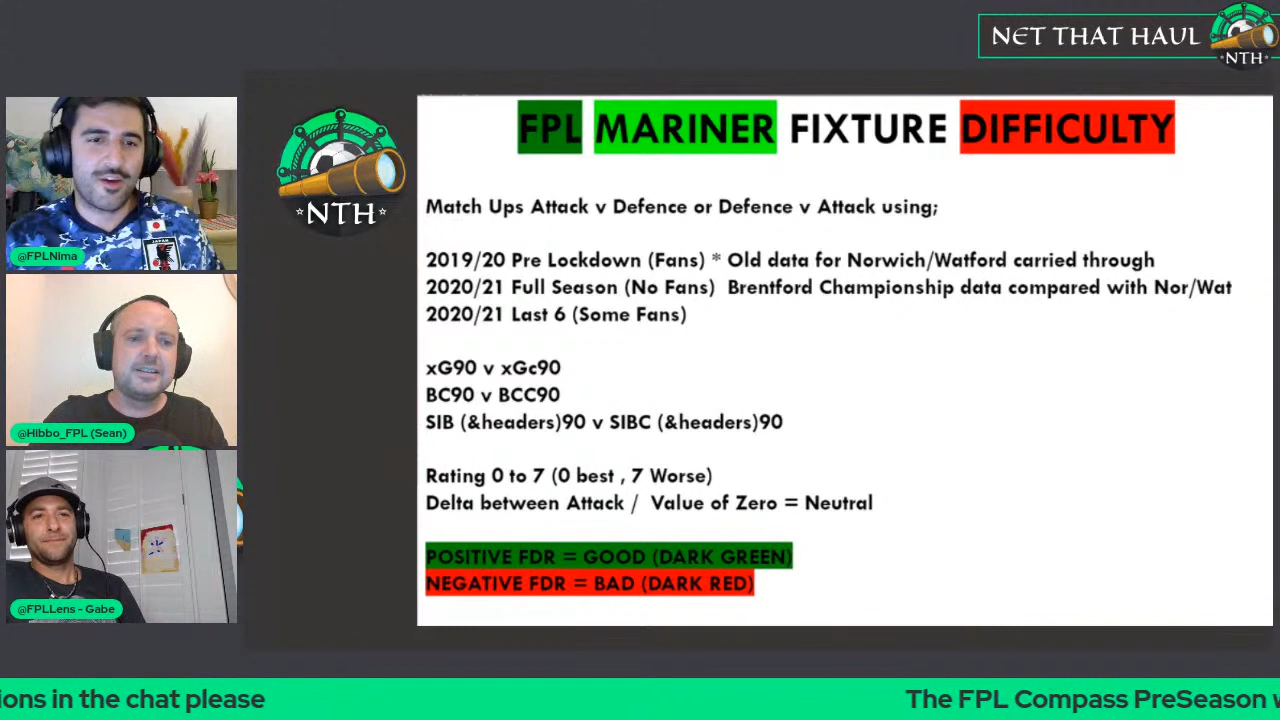 NET THAT HAUL
NTH
NTH
FPL MARINER FIXTURE DIFFICULTY
Match Ups Attack v Defence or Defence v Attack using;
2019/20 Pre Lockdown (Fans) * Old data for Norwich/Watford carried through
2020/21 Full Season (No Fans) Brentford Championship data compared with Nor/Wat
2020/21 Last 6 (Some Fans)
xG90 v xGc90
BC90 v BCC90
SIB (&headers)90 v SIBC (&headers)90
Rating 0 to 7 (0 best , 7 Worse)
Delta between Attack / Value of Zero = Neutral
POSITIVE FDR = GOOD (DARK GREEN)
NEGATIVE FDR = BAD (DARK RED)
JAPAN
@FPLNima
@Hibbo_FPL (Sean)
@FPLLens - Gabe
ions in the chat please
The FPL Compass PreSeason w